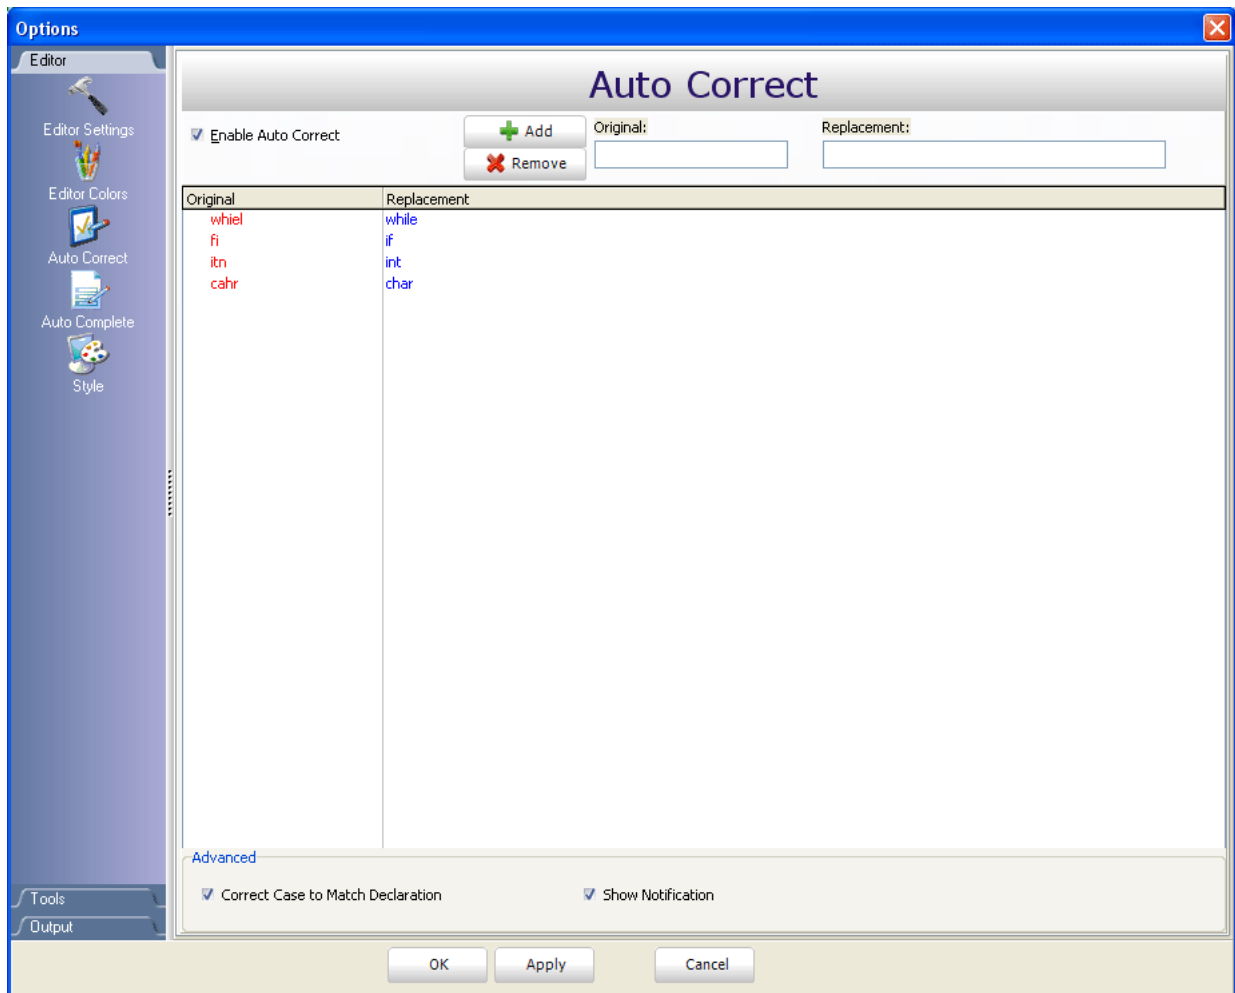 Options
Editor
Editor Settings
Editor Colors
Auto Correct
Auto Complete
Style
Tools
Output
Auto Correct
Enable Auto Correct
Add
Remove
Original:
Replacement:
Original Replacement
whiel while
fi if
itn int
cahr char
Advanced
Correct Case to Match Declaration Show Notification
OK Apply Cancel